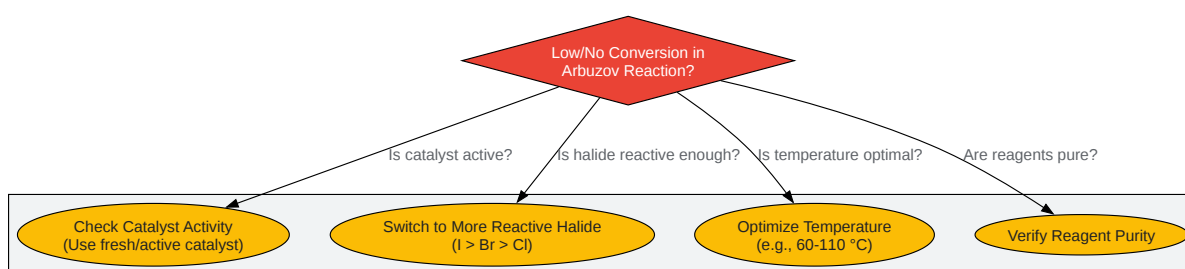 Low/No Conversion in
Arbuzov Reaction?
Is catalyst active?
Is halide reactive enough?
Is temperature optimal?
Are reagents pure?
Check Catalyst Activity
(Use fresh/active catalyst)
Switch to More Reactive Halide
(I > Br > Cl)
Optimize Temperature
(e.g., 60-110 °C)
Verify Reagent Purity